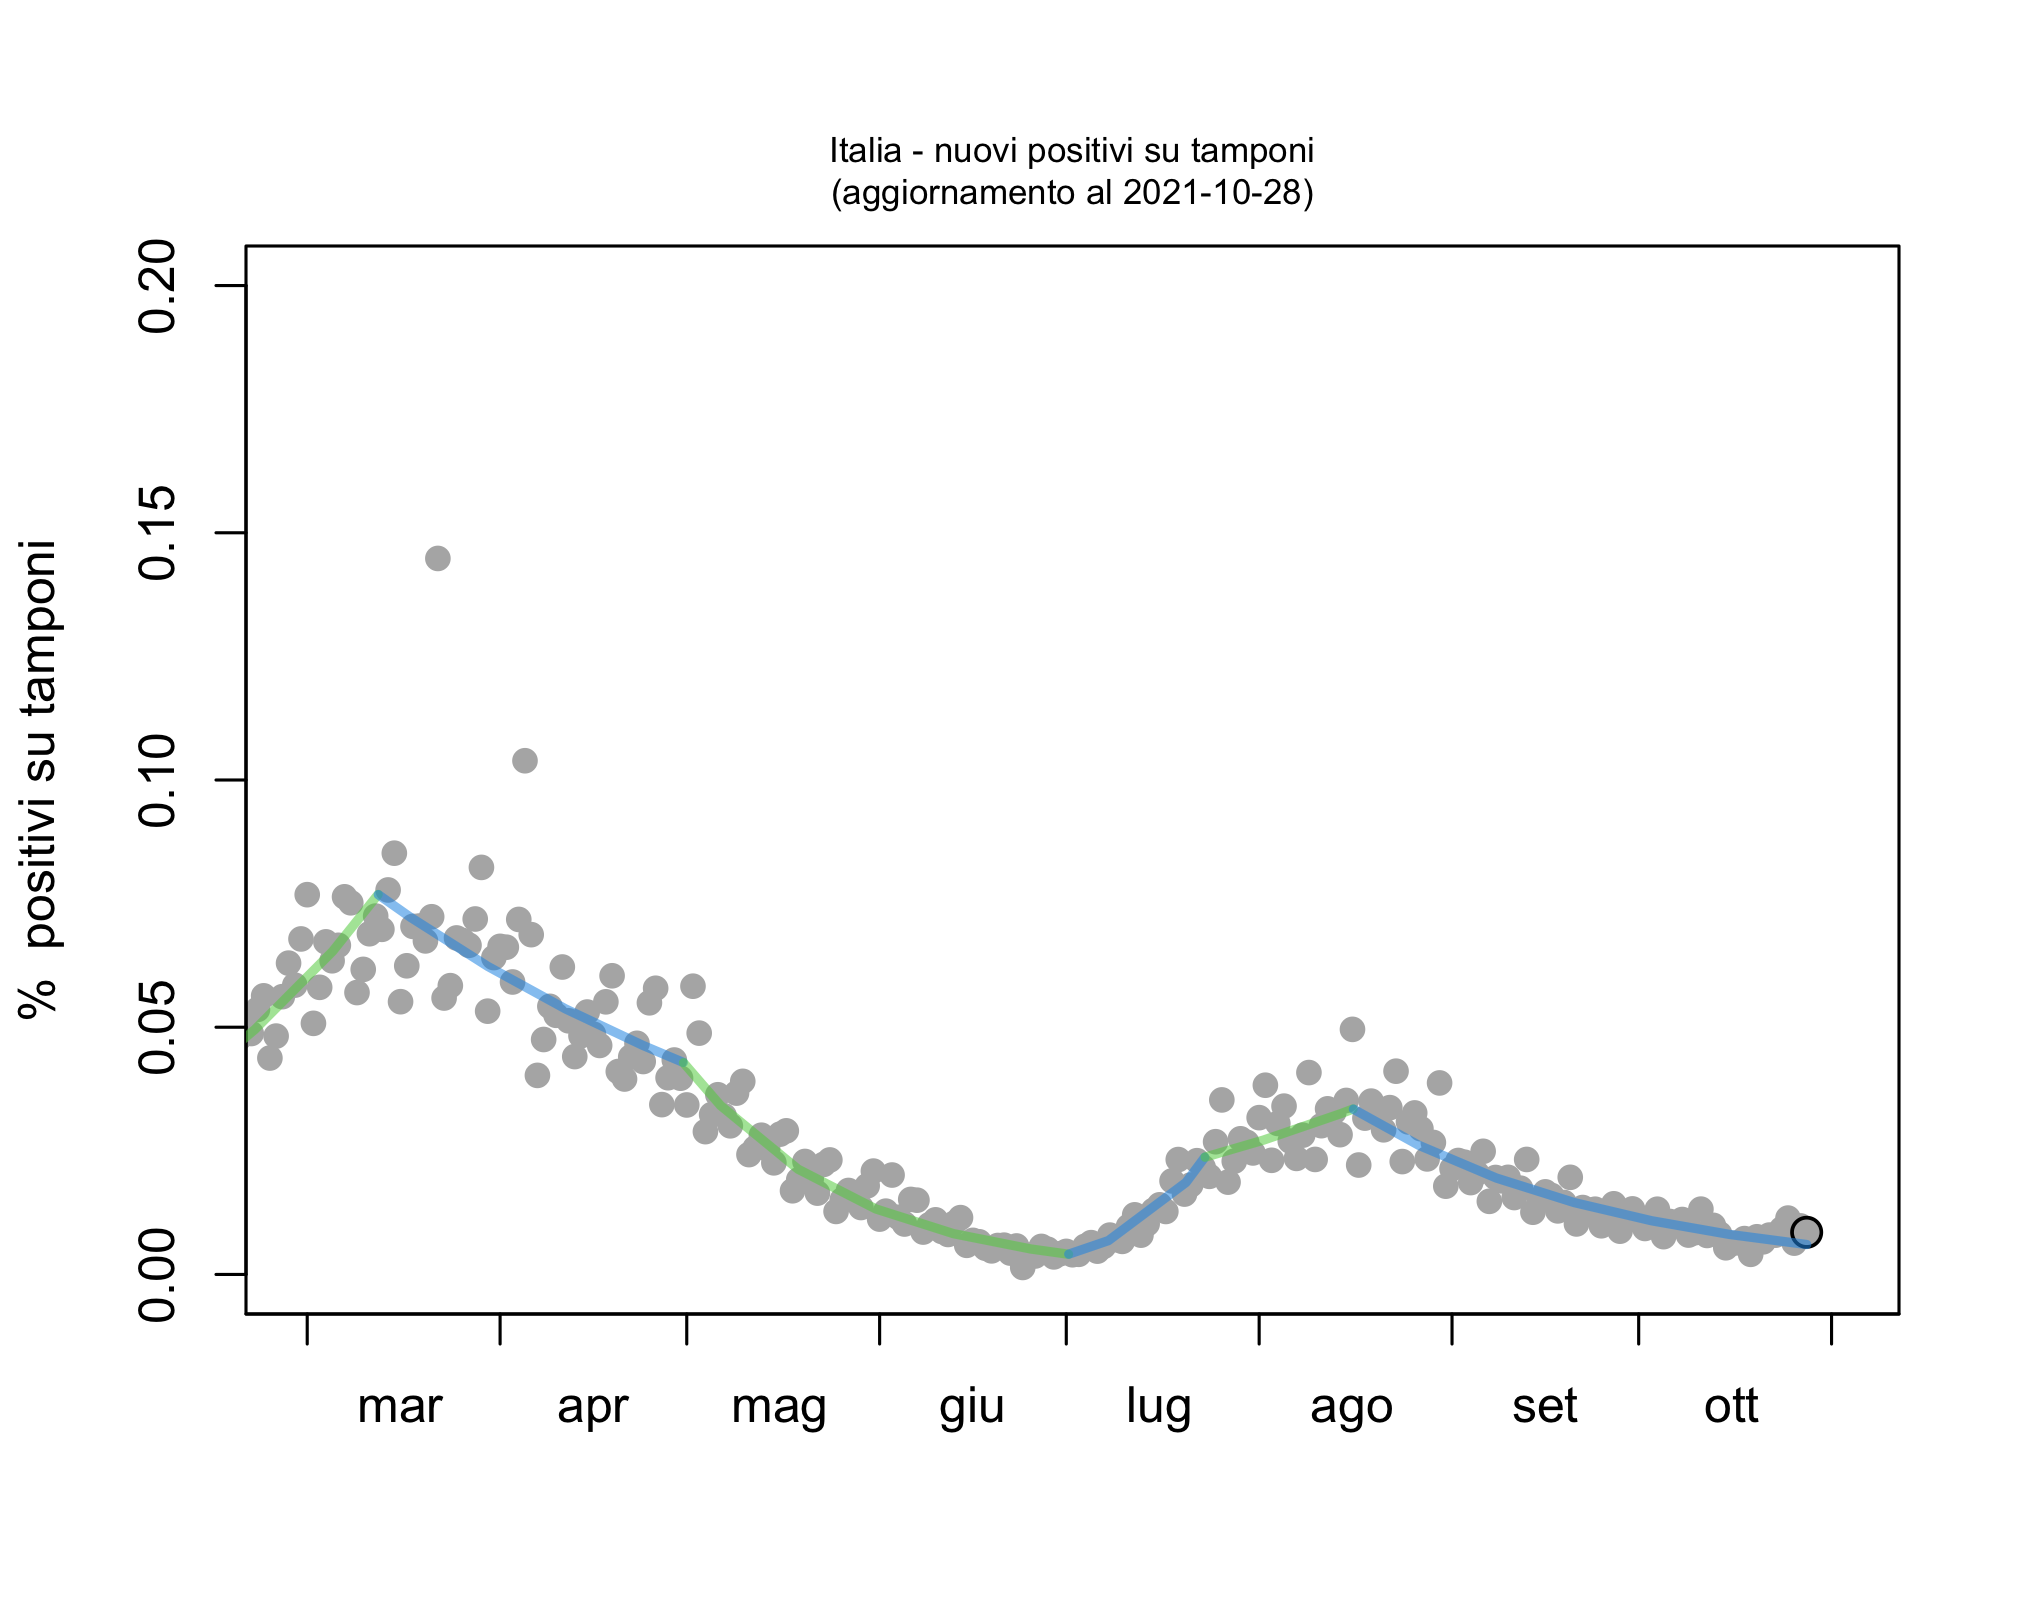 Italia - nuovi positivi su tamponi
(aggiornamento al 2021-10-28)
% positivi su tamponi
0.20
0.15
0.10
0.05
0.00
mar apr mag giu lug ago set ott